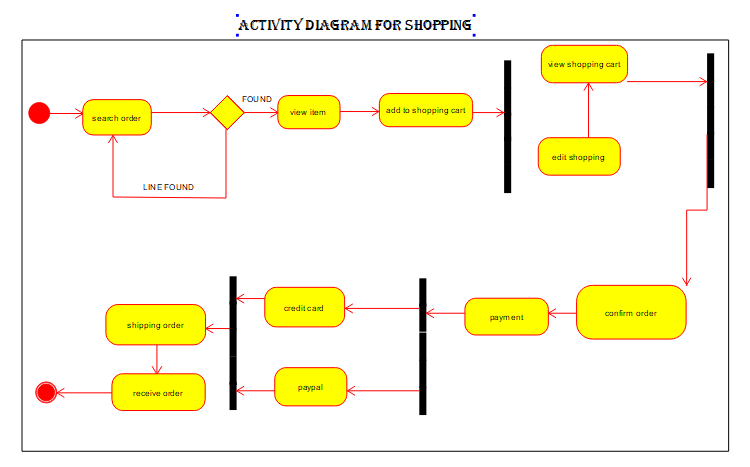 ACTIVITY DIAGRAM FOR SHOPPING
view shopping cart
FOUND
search order
view item
add to shopping cart
edit shopping
LINE FOUND
shipping order
credit card
payment
confirm order
receive order
paypal